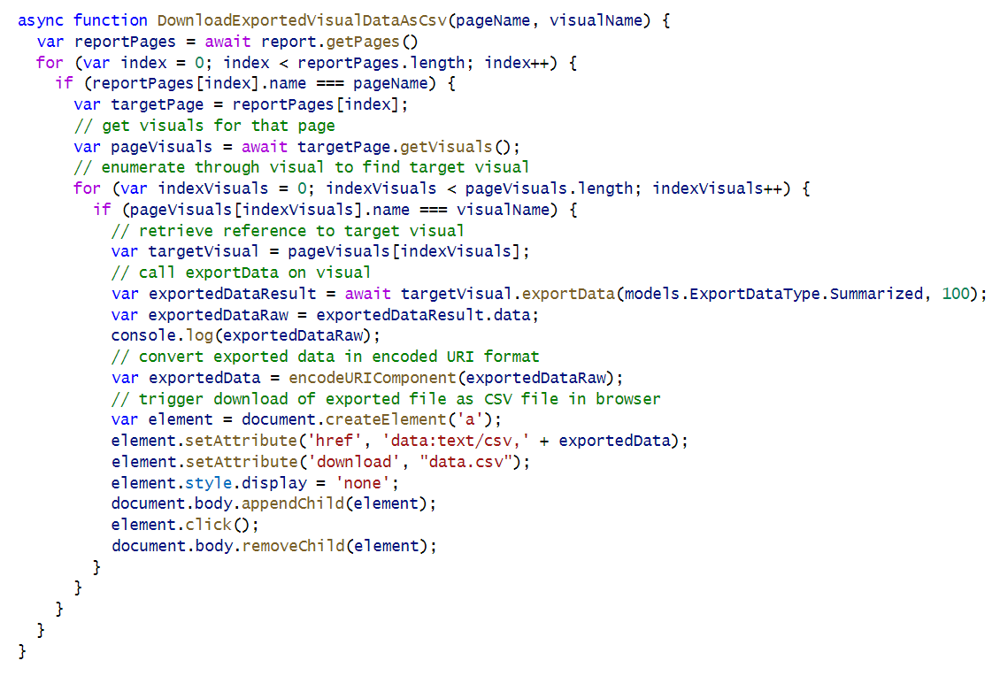 async function DownloadExportedVisualDataAsCsv(pageName, visualName) {
  var reportPages = await report.getPages()
  for (var index = 0; index < reportPages.length; index++) {
    if (reportPages[index].name === pageName) {
      var targetPage = reportPages[index];
      // get visuals for that page
      var pageVisuals = await targetPage.getVisuals();
      // enumerate through visual to find target visual
      for (var indexVisuals = 0; indexVisuals < pageVisuals.length; indexVisuals++) {
        if (pageVisuals[indexVisuals].name === visualName) {
          // retrieve reference to target visual
          var targetVisual = pageVisuals[indexVisuals];
          // call exportData on visual
          var exportedDataResult = await targetVisual.exportData(models.ExportDataType.Summarized, 100);
          var exportedDataRaw = exportedDataResult.data;
          console.log(exportedDataRaw);
          // convert exported data in encoded URI format
          var exportedData = encodeURIComponent(exportedDataRaw);
          // trigger download of exported file as CSV file in browser
          var element = document.createElement('a');
          element.setAttribute('href', 'data:text/csv,' + exportedData);
          element.setAttribute('download', "data.csv");
          element.style.display = 'none';
          document.body.appendChild(element);
          element.click();
          document.body.removeChild(element);
        }
      }
    }
  }
}